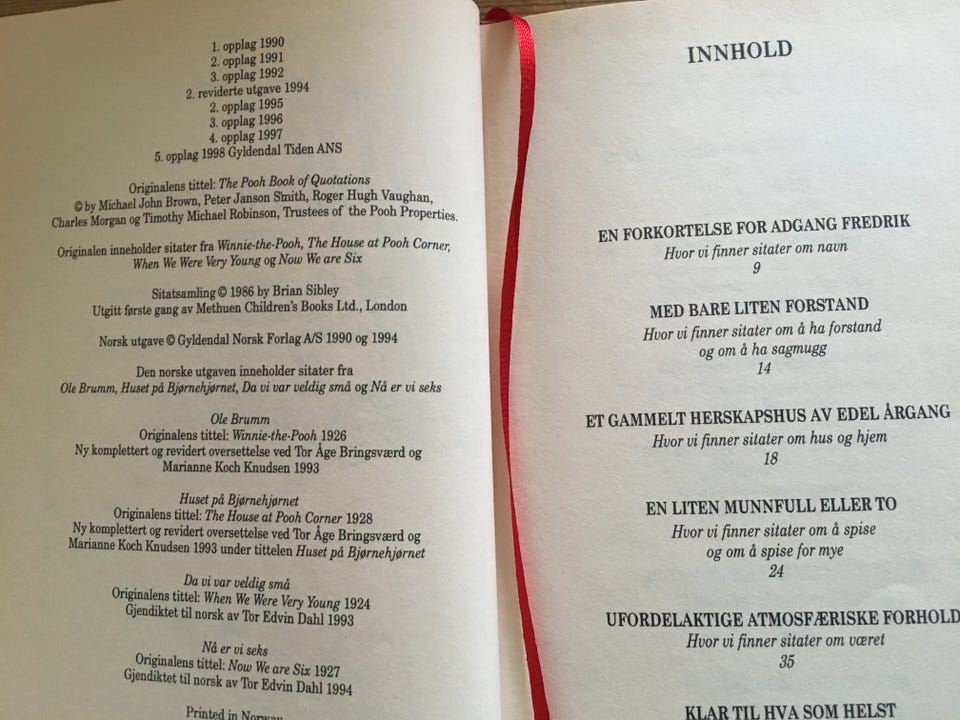 1. opplag 1990
2. opplag 1991
3. opplag 1992
2. reviderte utgave 1994
2. opplag 1995
3. opplag 1996
4. opplag 1997
5. opplag 1998 Gyldendal Tiden ANS
Originalens tittel: The Pooh Book of Quotations
© by Michael John Brown, Peter Janson Smith, Roger Hugh Vaughan,
Charles Morgan og Timothy Michael Robinson, Trustees of the Pooh Properties.
Originalen inneholder sitater fra Winnie-the-Pooh, The House at Pooh Corner,
When We Were Very Young og Now We are Six
Sitatsamling © 1986 by Brian Sibley
Utgitt første gang av Methuen Children's Books Ltd., London
Norsk utgave © Gyldendal Norsk Forlag A/S 1990 og 1994
Den norske utgaven inneholder sitater fra
Ole Brumm, Huset på Bjørnehjørnet, Da vi var veldig små og Nå er vi seks
Ole Brumm
Originalens tittel: Winnie-the-Pooh 1926
Ny komplettert og revidert oversettelse ved Tor Åge Bringsværd og
Marianne Koch Knudsen 1993
Huset på Bjørnehjørnet
Originalens tittel: The House at Pooh Corner 1928
Ny komplettert og revidert oversettelse ved Tor Åge Bringsværd og
Marianne Koch Knudsen 1993 under tittelen Huset på Bjørnehjørnet
Da vi var veldig små
Originalens tittel: When We Were Very Young 1924
Gjendiktet til norsk av Tor Edvin Dahl 1993
Nå er vi seks
Originalens tittel: Now We are Six 1927
Gjendiktet til norsk av Tor Edvin Dahl 1994
Printed in Norway
INNHOLD
EN FORKORTELSE FOR ADGANG FREDRIK
Hvor vi finner sitater om navn
9
MED BARE LITEN FORSTAND
Hvor vi finner sitater om å ha forstand
og om å ha sagmugg
14
ET GAMMELT HERSKAPSHUS AV EDEL ÅRGANG
Hvor vi finner sitater om hus og hjem
18
EN LITEN MUNNFULL ELLER TO
Hvor vi finner sitater om å spise
og om å spise for mye
24
UFORDELAKTIGE ATMOSFÆRISKE FORHOLD
Hvor vi finner sitater om været
35
KLAR TIL HVA SOM HELST